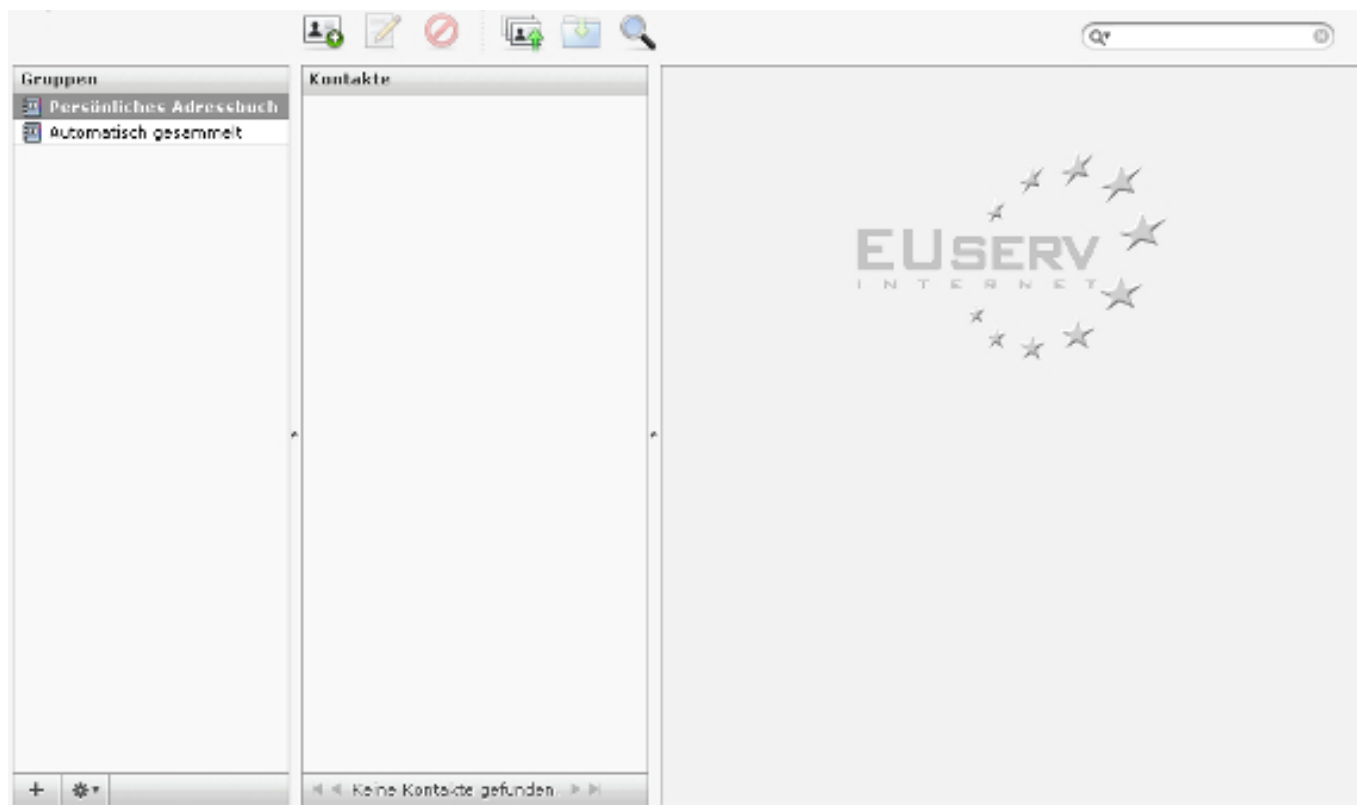 Gruppen
Persönliches Adressbuch
Automatisch gesammelt
Kontakte
Keine Kontakte gefunden.
EUSERV
INTERNET